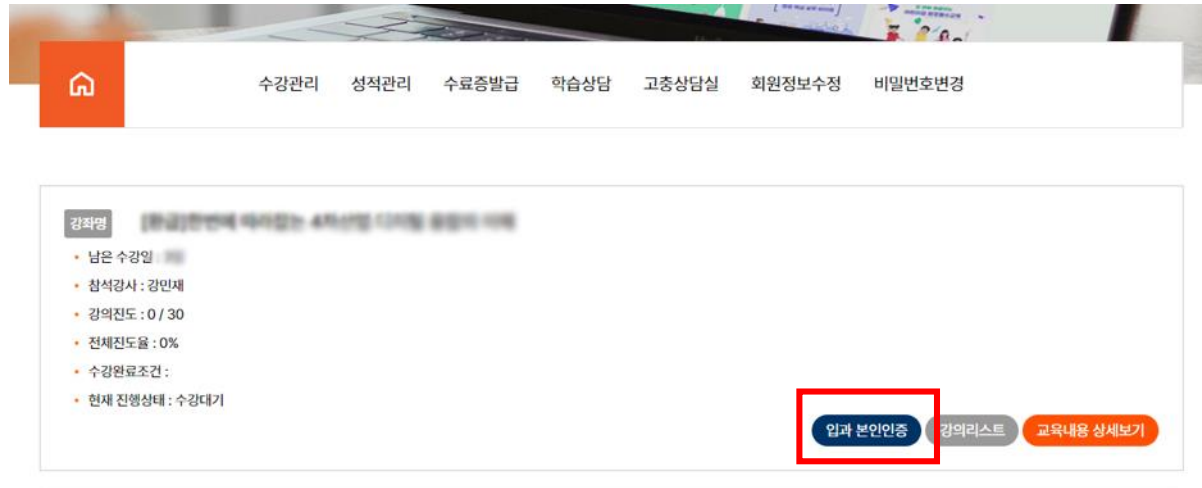 수강관리 성적관리 수료증발급 학습상담 고충상담실 회원정보수정 비밀번호변경
강좌명
• 남은 수강일 :
• 참석강사 : 강민재
• 강의진도 : 0 / 30
• 전체진도율 : 0%
• 수강완료조건 :
• 현재 진행상태 : 수강대기
입과 본인인증 강의리스트 교육내용 상세보기